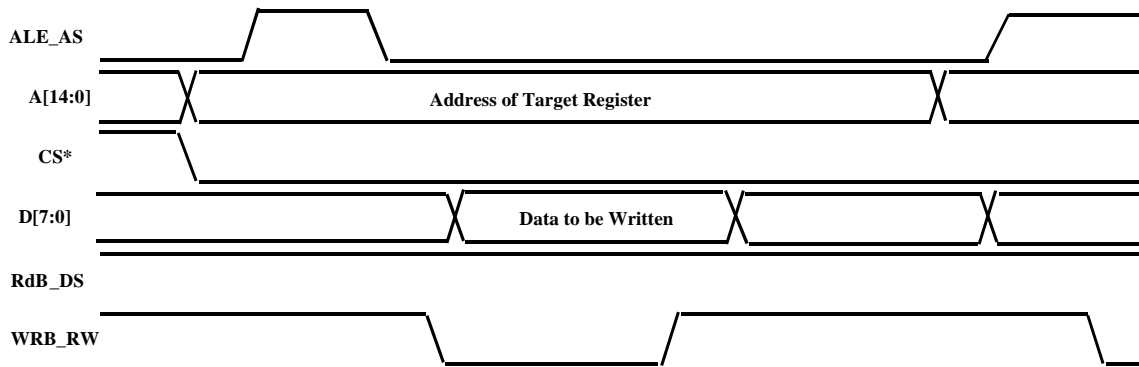 ALE_AS
A[14:0]
Address of Target Register
CS*
D[7:0]
Data to be Written
RdB_DS
WRB_RW